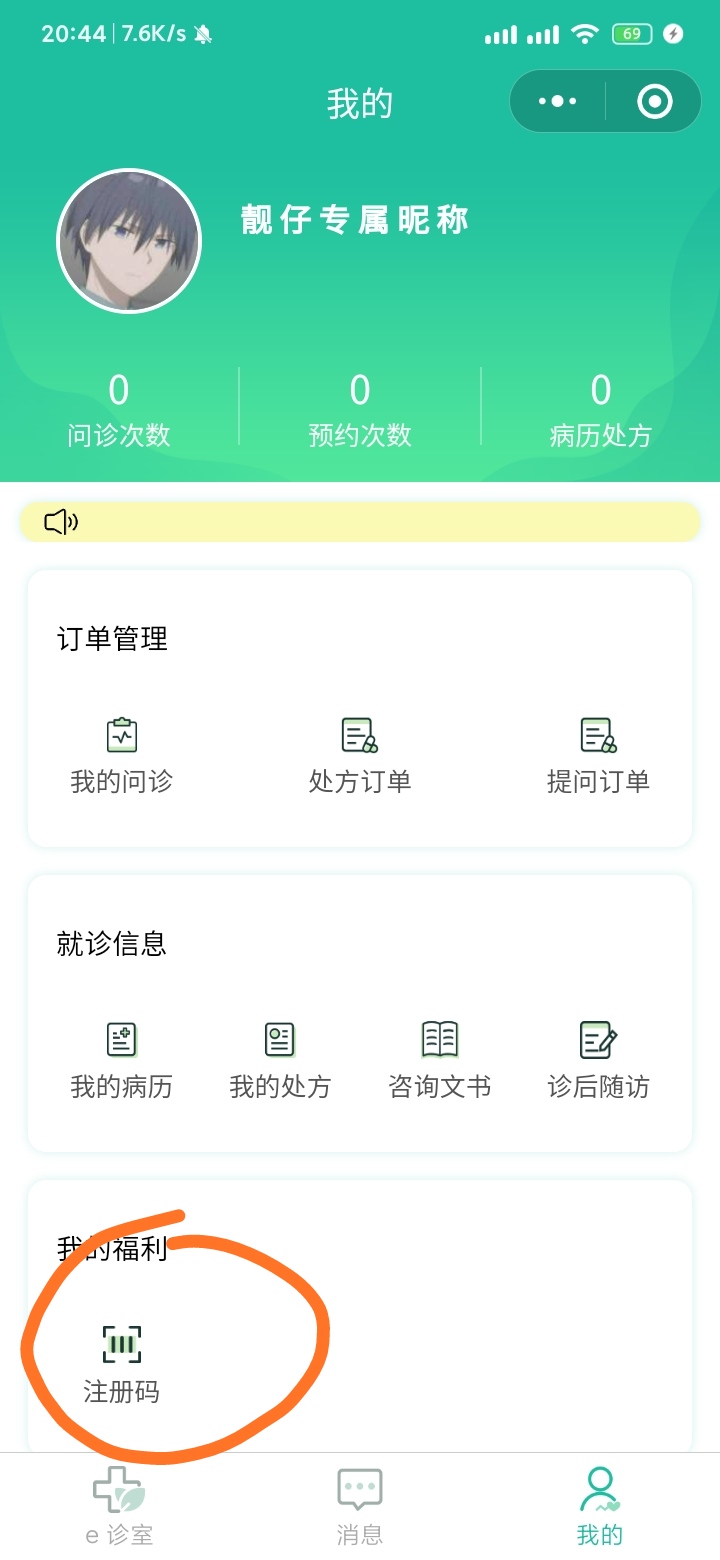 20:44 | 7.6K/s
69
我的
靓仔专属昵称
0 0 0
问诊次数 预约次数 病历处方
订单管理
我的问诊 处方订单 提问订单
就诊信息
我的病历 我的处方 咨询文书 诊后随访
我的福利
注册码
e 诊室 消息 我的